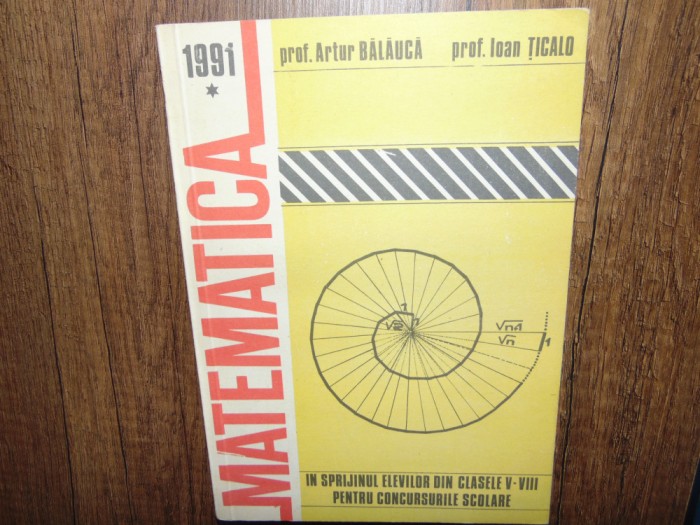 1991
*
prof. Artur BĂLĂUCĂ prof. Ioan ȚICALO
MATEMATICA
1
√2 1
√n+1
√n 1
IN SPRIJINUL ELEVILOR DIN CLASELE V-VIII
PENTRU CONCURSURILE SCOLARE